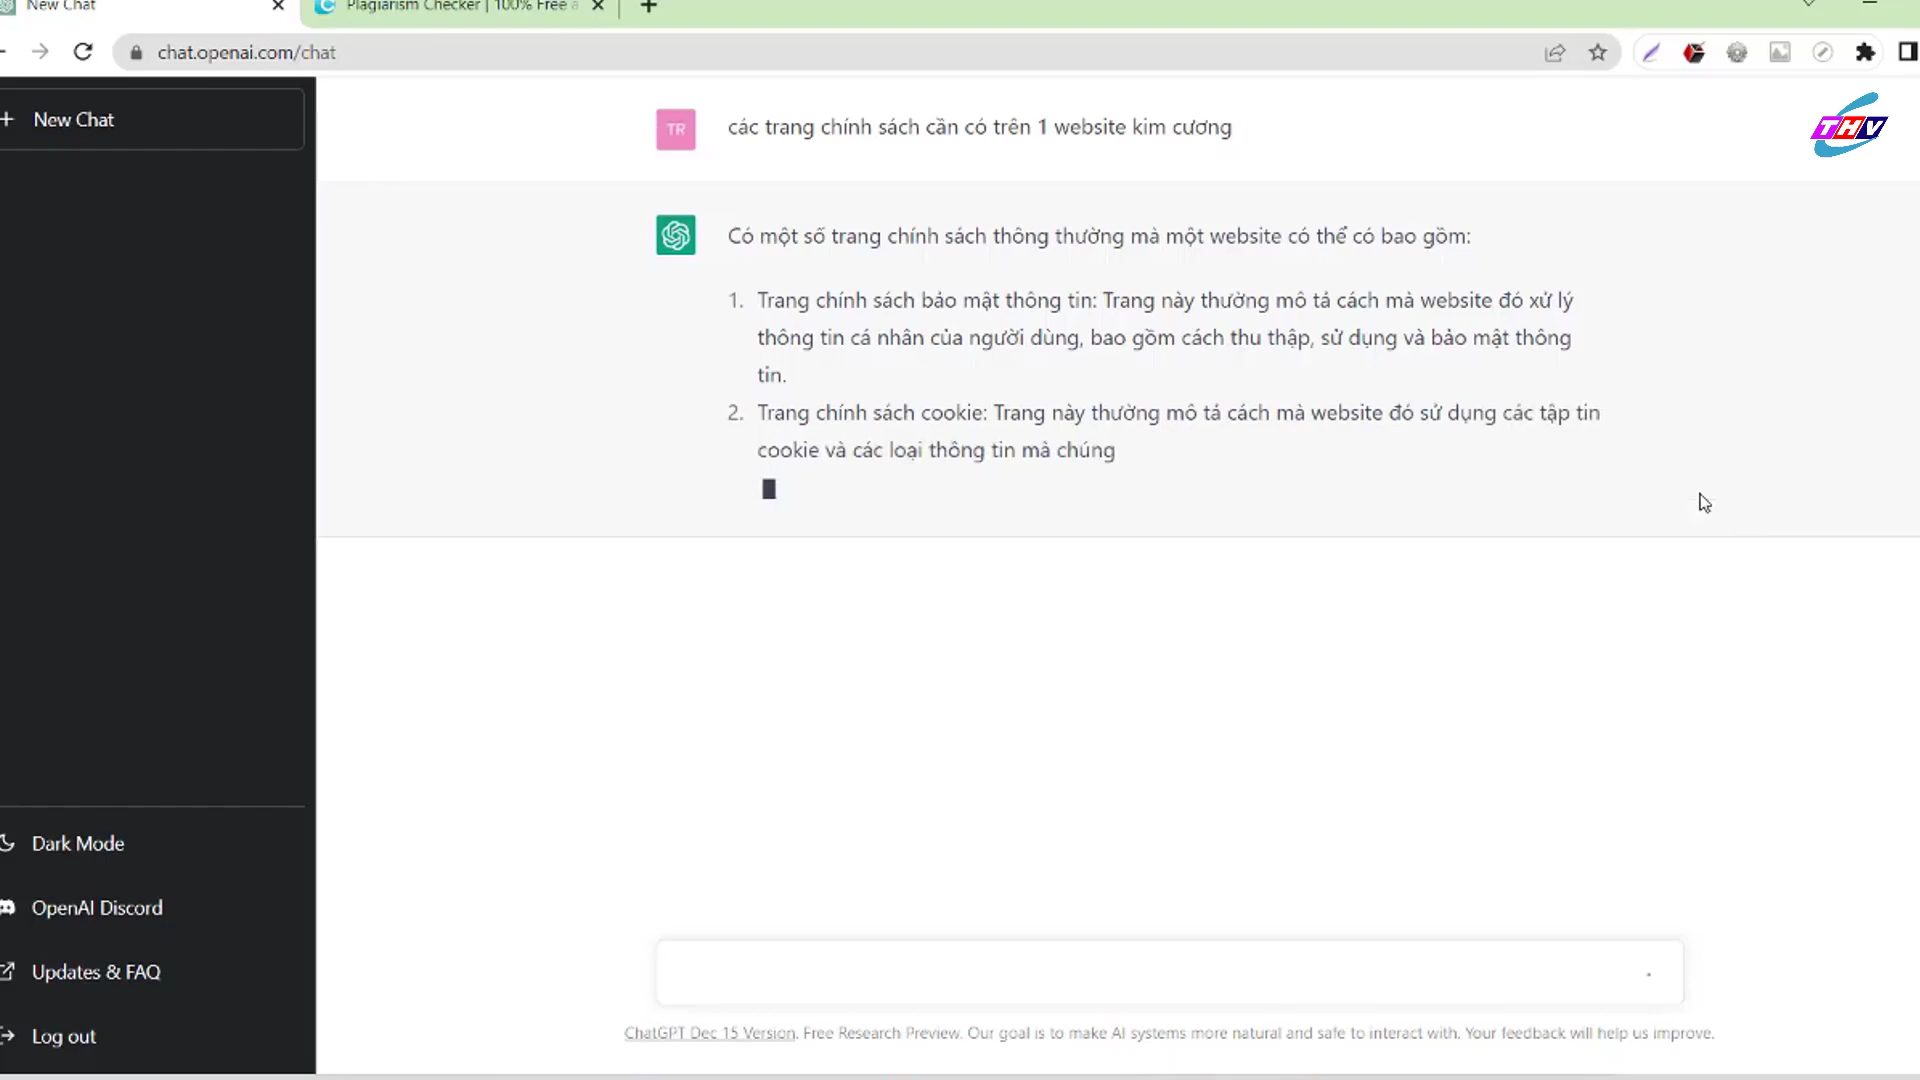 New Chat
Plagiarism Checker | 100% Free a
chat.openai.com/chat
New Chat
THV
TR
các trang chính sách cần có trên 1 website kim cương
Có một số trang chính sách thông thường mà một website có thể có bao gồm:
1. Trang chính sách bảo mật thông tin: Trang này thường mô tả cách mà website đó xử lý
thông tin cá nhân của người dùng, bao gồm cách thu thập, sử dụng và bảo mật thông
tin.
2. Trang chính sách cookie: Trang này thường mô tả cách mà website đó sử dụng các tập tin
cookie và các loại thông tin mà chúng
Dark Mode
OpenAI Discord
Updates & FAQ
Log out
ChatGPT Dec 15 Version. Free Research Preview. Our goal is to make AI systems more natural and safe to interact with. Your feedback will help us improve.